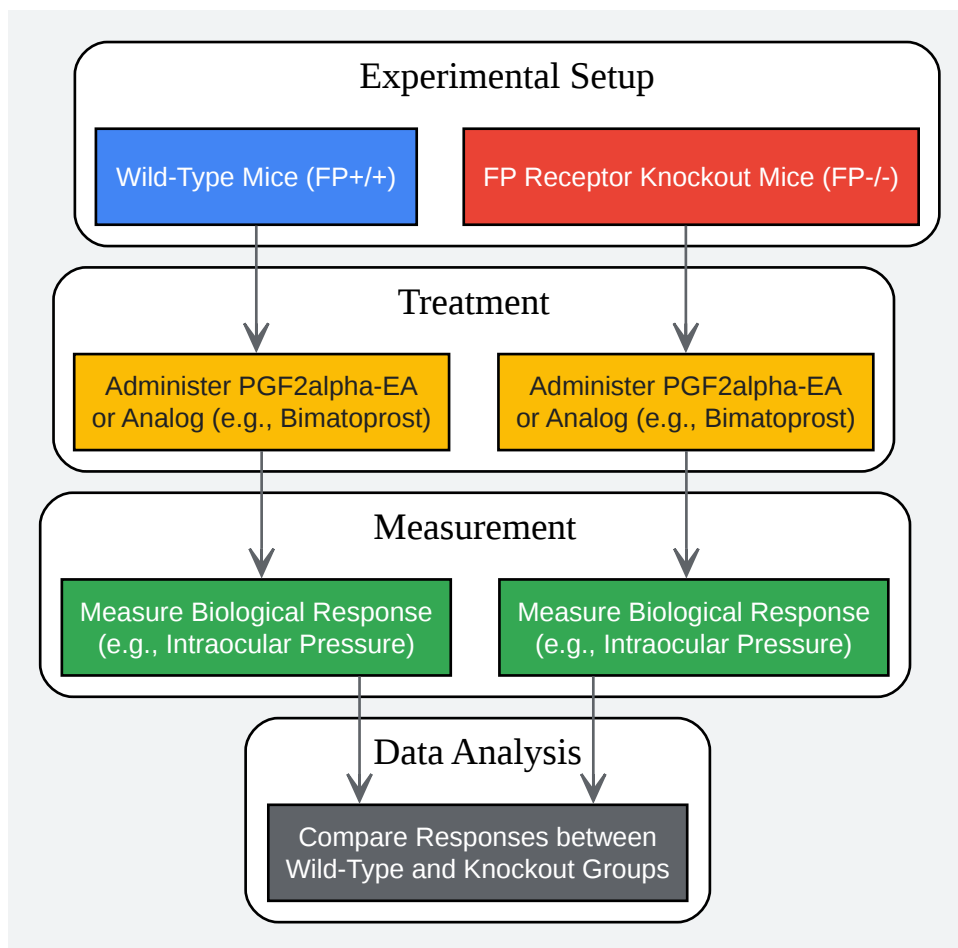 Experimental Setup
Wild-Type Mice (FP+/+)
FP Receptor Knockout Mice (FP-/-)
Treatment
Administer PGF2alpha-EA
or Analog (e.g., Bimatoprost)
Administer PGF2alpha-EA
or Analog (e.g., Bimatoprost)
Measurement
Measure Biological Response
(e.g., Intraocular Pressure)
Measure Biological Response
(e.g., Intraocular Pressure)
Data Analysis
Compare Responses between
Wild-Type and Knockout Groups